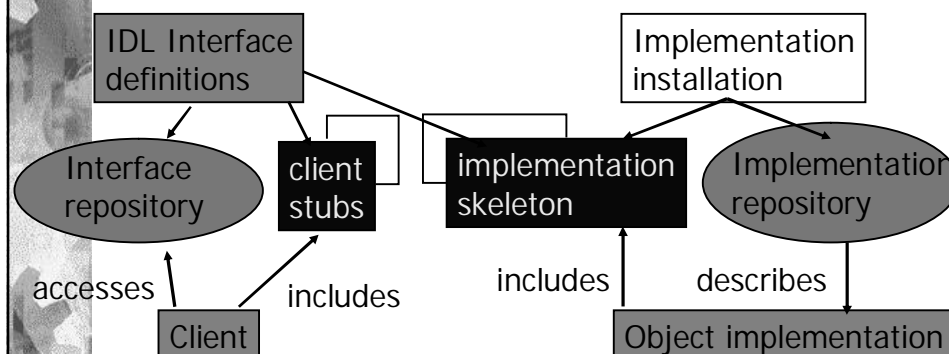 IDL Interface
definitions
Implementation
installation
Interface
repository
client
stubs
implementation
skeleton
Implementation
repository
accesses
includes
includes
describes
Client
Object implementation